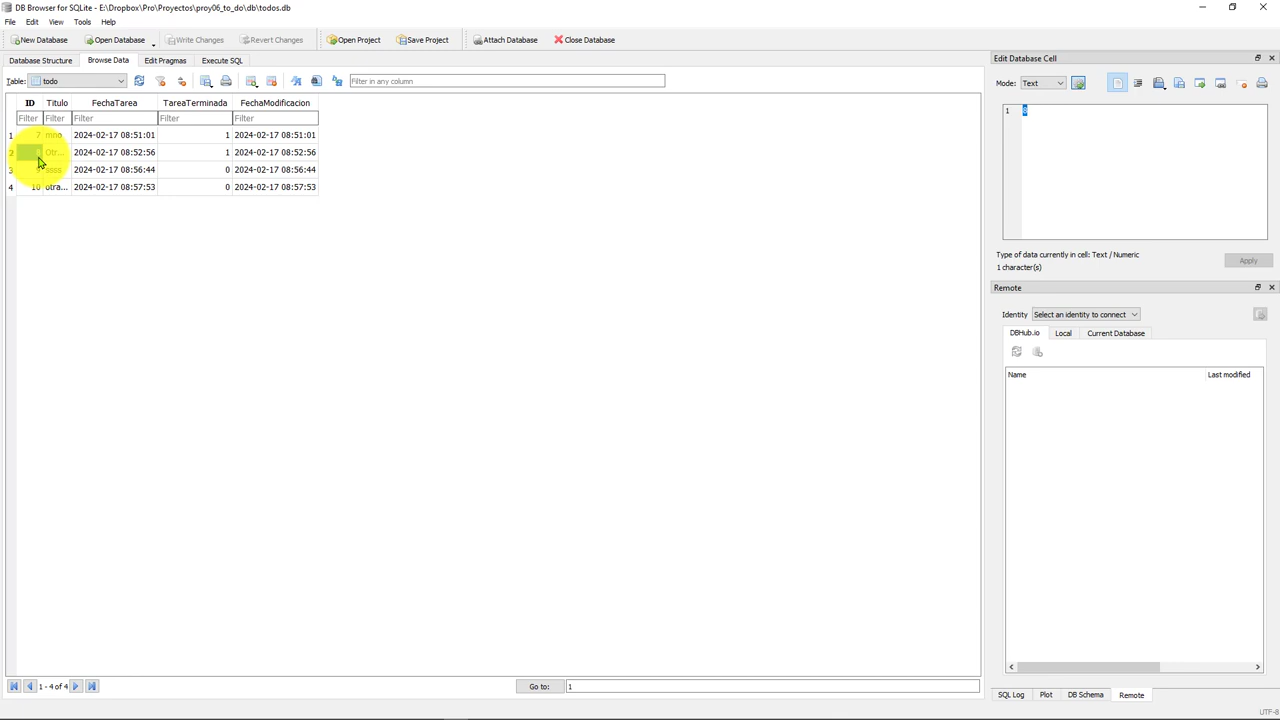 DB Browser for SQLite - E:\Dropbox\Pro\Proyectos\proy06_to_do\db\todos.db
File Edit View Tools Help
New Database Open Database Write Changes Revert Changes Open Project Save Project Attach Database Close Database
Database Structure Browse Data Edit Pragmas Execute SQL
Table: todo Filter in any column
ID Titulo FechaTarea TareaTerminada FechaModificacion
Filter Filter Filter Filter Filter
1 7 mno 2024-02-17 08:51:01 1 2024-02-17 08:51:01
2 8 Otr... 2024-02-17 08:52:56 1 2024-02-17 08:52:56
3 ssss 2024-02-17 08:56:44 0 2024-02-17 08:56:44
4 10 otra... 2024-02-17 08:57:53 0 2024-02-17 08:57:53
1 - 4 of 4 Go to: 1
Edit Database Cell
Mode: Text
1 8
Type of data currently in cell: Text / Numeric
1 character(s)
Apply
Remote
Identity Select an identity to connect
DBHub.io Local Current Database
Name Last modified
SQL Log Plot DB Schema Remote
UTF-8